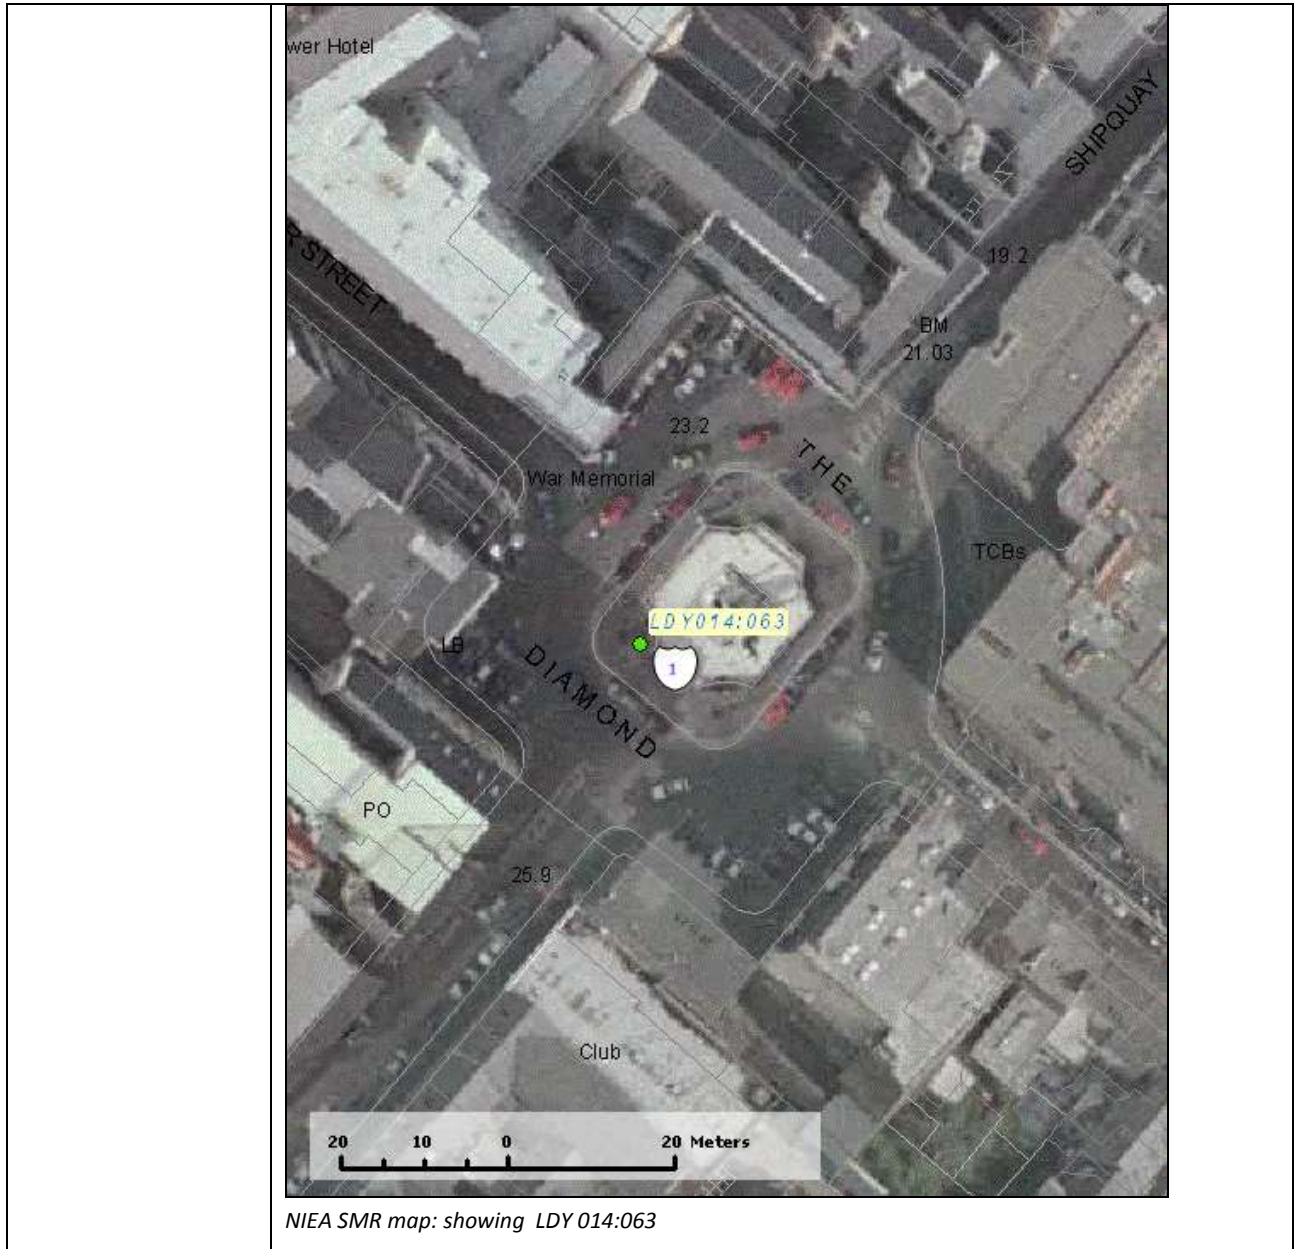 wer Hotel
SHIPQUAY
R STREET
19.2
BM
21.03
23.2
THE
War Memorial
TCBs
LDY014:063
LB
1
DIAMOND
PO
25.9
Club
20 10 0 20 Meters
NIEA SMR map: showing LDY 014:063